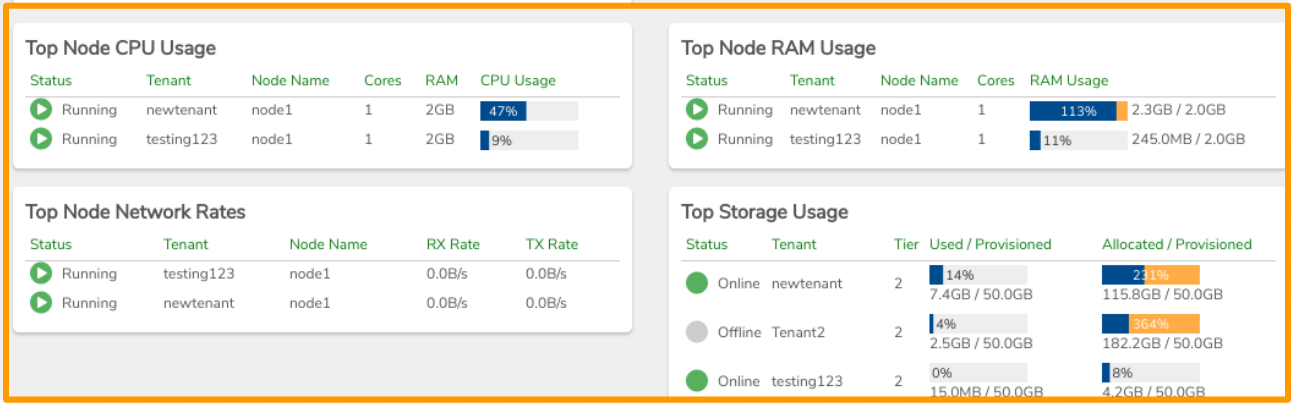 Top Node CPU Usage
Status Tenant Node Name Cores RAM CPU Usage
Running newtenant node1 1 2GB 47%
Running testing123 node1 1 2GB 9%
Top Node RAM Usage
Status Tenant Node Name Cores RAM Usage
Running newtenant node1 1 113% 2.3GB / 2.0GB
Running testing123 node1 1 11% 245.0MB / 2.0GB
Top Node Network Rates
Status Tenant Node Name RX Rate TX Rate
Running testing123 node1 0.0B/s 0.0B/s
Running newtenant node1 0.0B/s 0.0B/s
Top Storage Usage
Status Tenant Tier Used / Provisioned Allocated / Provisioned
14% 231%
Online newtenant 2
7.4GB / 50.0GB 115.8GB / 50.0GB
4% 364%
Offline Tenant2 2
2.5GB / 50.0GB 182.2GB / 50.0GB
0% 8%
Online testing123 2
15.0MB / 50.0GB 4.2GB / 50.0GB